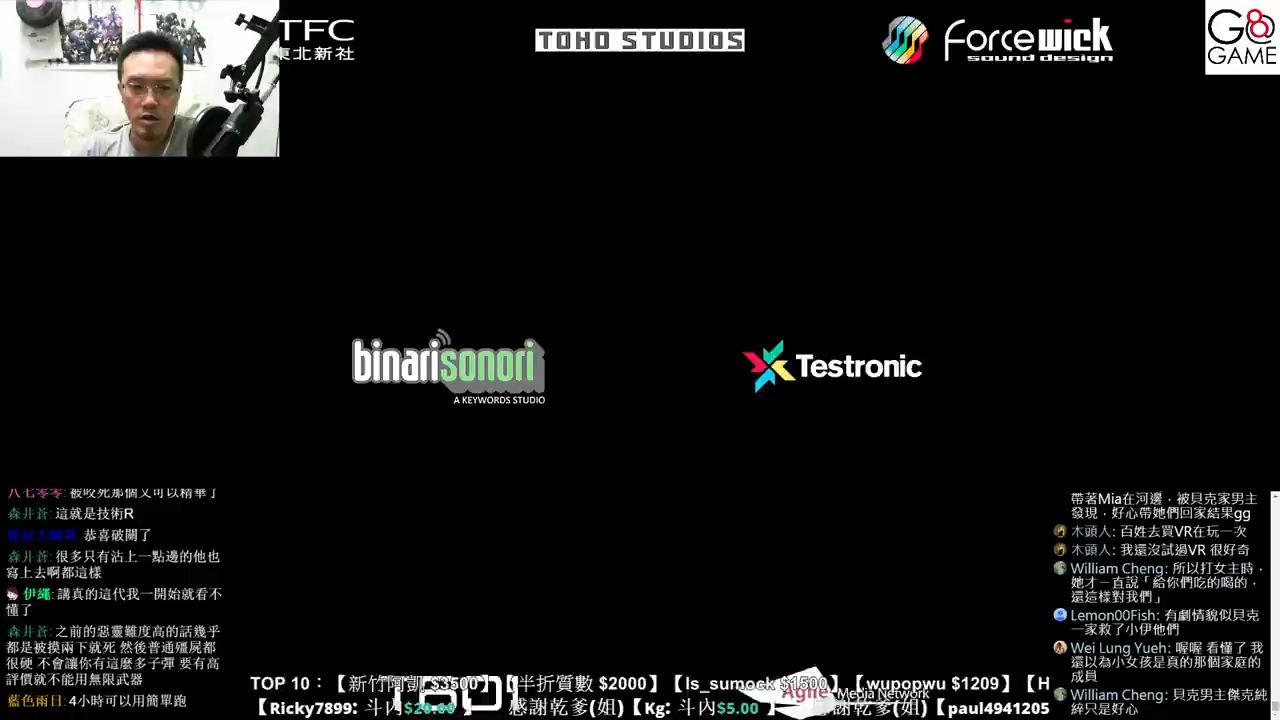 TFC
東北新社
TOHO STUDIOS
Forcewick
sound design
G8
GAME
binarisonori
A KEYWORDS STUDIO
Testronic
八七零零: 被咬死那個又可以精華了
森井蒼: 這就是技術R
恭喜破關了
森井蒼: 很多只有沾上一點邊的他也
寫上去啊都這樣
伊繩: 講真的這代我一開始就看不
懂了
森井蒼: 之前的惡靈難度高的話幾乎
都是被摸兩下就死 然後普通殭屍都
很硬 不會讓你有這麼多子彈 要有高
評價就不能用無限武器
藍色雨日: 4小時可以用簡單跑
帶著Mia在河邊，被貝克家男主
發現，好心帶她們回家結果gg
木頭人: 百姓去買VR在玩一次
木頭人: 我還沒試過VR 很好奇
William Cheng: 所以打女主時，
她才一直說「給你們吃的喝的，
還這樣對我們」
Lemon00Fish: 有劇情貌似貝克
一家救了小伊他們
Wei Lung Yueh: 喔喔 看懂了 我
還以為小女孩是真的那個家庭的
成員
William Cheng: 貝克男主傑克純
綷只是好心
Agile Media Network
TOP 10：【新竹阿凱 $3500】【半折質數 $2000】【ls_sumock $1500】【wupopwu $1209】【H
【Ricky7899: 斗內$20.00 】 感謝乾爹(姐)【Kg: 斗內$5.00 】 感謝乾爹(姐)【paul4941205